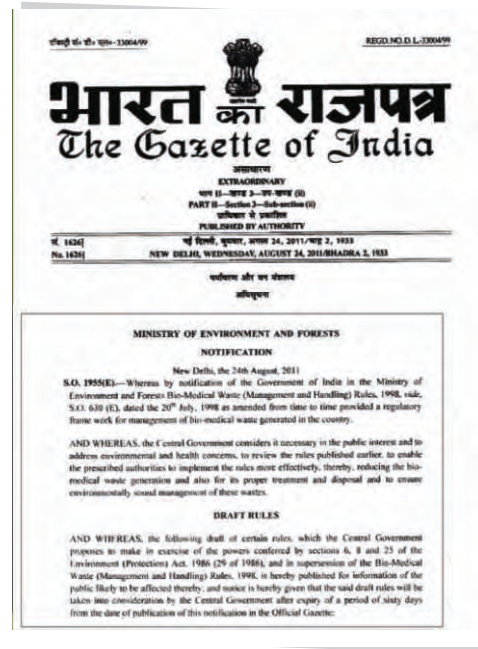 रजिस्ट्री सं० डी० एल०-33004/99
REGD. NO. D. L.-33004/99
भारत का राजपत्र
The Gazette of India
असाधारण
EXTRAORDINARY
भाग II—खण्ड 3—उप-खण्ड (ii)
PART II—Section 3—Sub-section (ii)
प्राधिकार से प्रकाशित
PUBLISHED BY AUTHORITY
सं. 1626]
नई दिल्ली, बुधवार, अगस्त 24, 2011/भाद्र 2, 1933
No. 1626]
NEW DELHI, WEDNESDAY, AUGUST 24, 2011/BHADRA 2, 1933
पर्यावरण और वन मंत्रालय
अधिसूचना
MINISTRY OF ENVIRONMENT AND FORESTS
NOTIFICATION
New Delhi, the 24th August, 2011
S.O. 1955(E).—Whereas by notification of the Government of India in the Ministry of
Environment and Forests Bio-Medical Waste (Management and Handling) Rules, 1998, vide,
S.O. 630 (E), dated the 20th July, 1998 as amended from time to time provided a regulatory
frame work for management of bio-medical waste generated in the country.
AND WHEREAS, the Central Government considers it necessary in the public interest and to
address environmental and health concerns, to review the rules published earlier, to enable
the prescribed authorities to implement the rules more effectively, thereby, reducing the bio-
medical waste generation and also for its proper treatment and disposal and to ensure
environmentally sound management of these wastes.
DRAFT RULES
AND WHEREAS, the following draft of certain rules, which the Central Government
proposes to make in exercise of the powers conferred by sections 6, 8 and 25 of the
Environment (Protection) Act, 1986 (29 of 1986), and in supersession of the Bio-Medical
Waste (Management and Handling) Rules, 1998, is hereby published for information of the
public likely to be affected thereby; and notice is hereby given that the said draft rules will be
taken into consideration by the Central Government after expiry of a period of sixty days
from the date of publication of this notification in the Official Gazette: